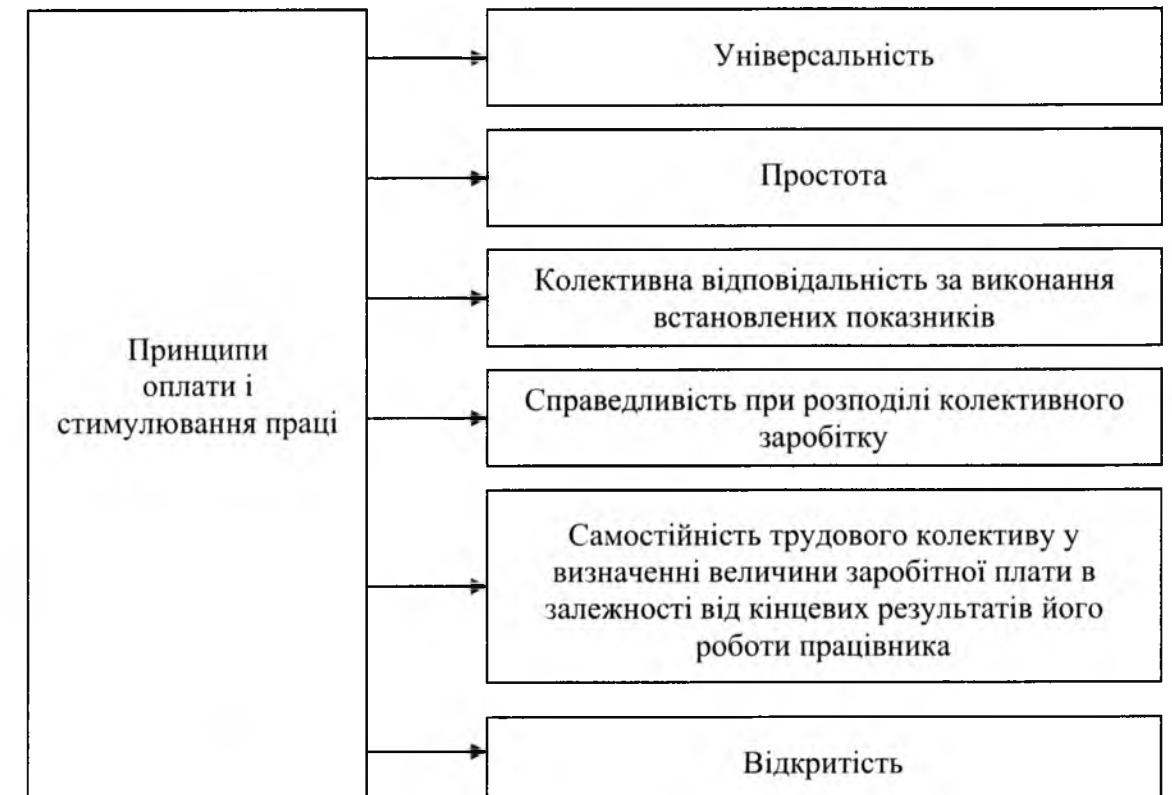 Принципи
оплати і
стимулювання праці
Універсальність
Простота
Колективна відповідальність за виконання
встановлених показників
Справедливість при розподілі колективного
заробітку
Самостійність трудового колективу у
визначенні величини заробітної плати в
залежності від кінцевих результатів його
роботи працівника
Відкритість